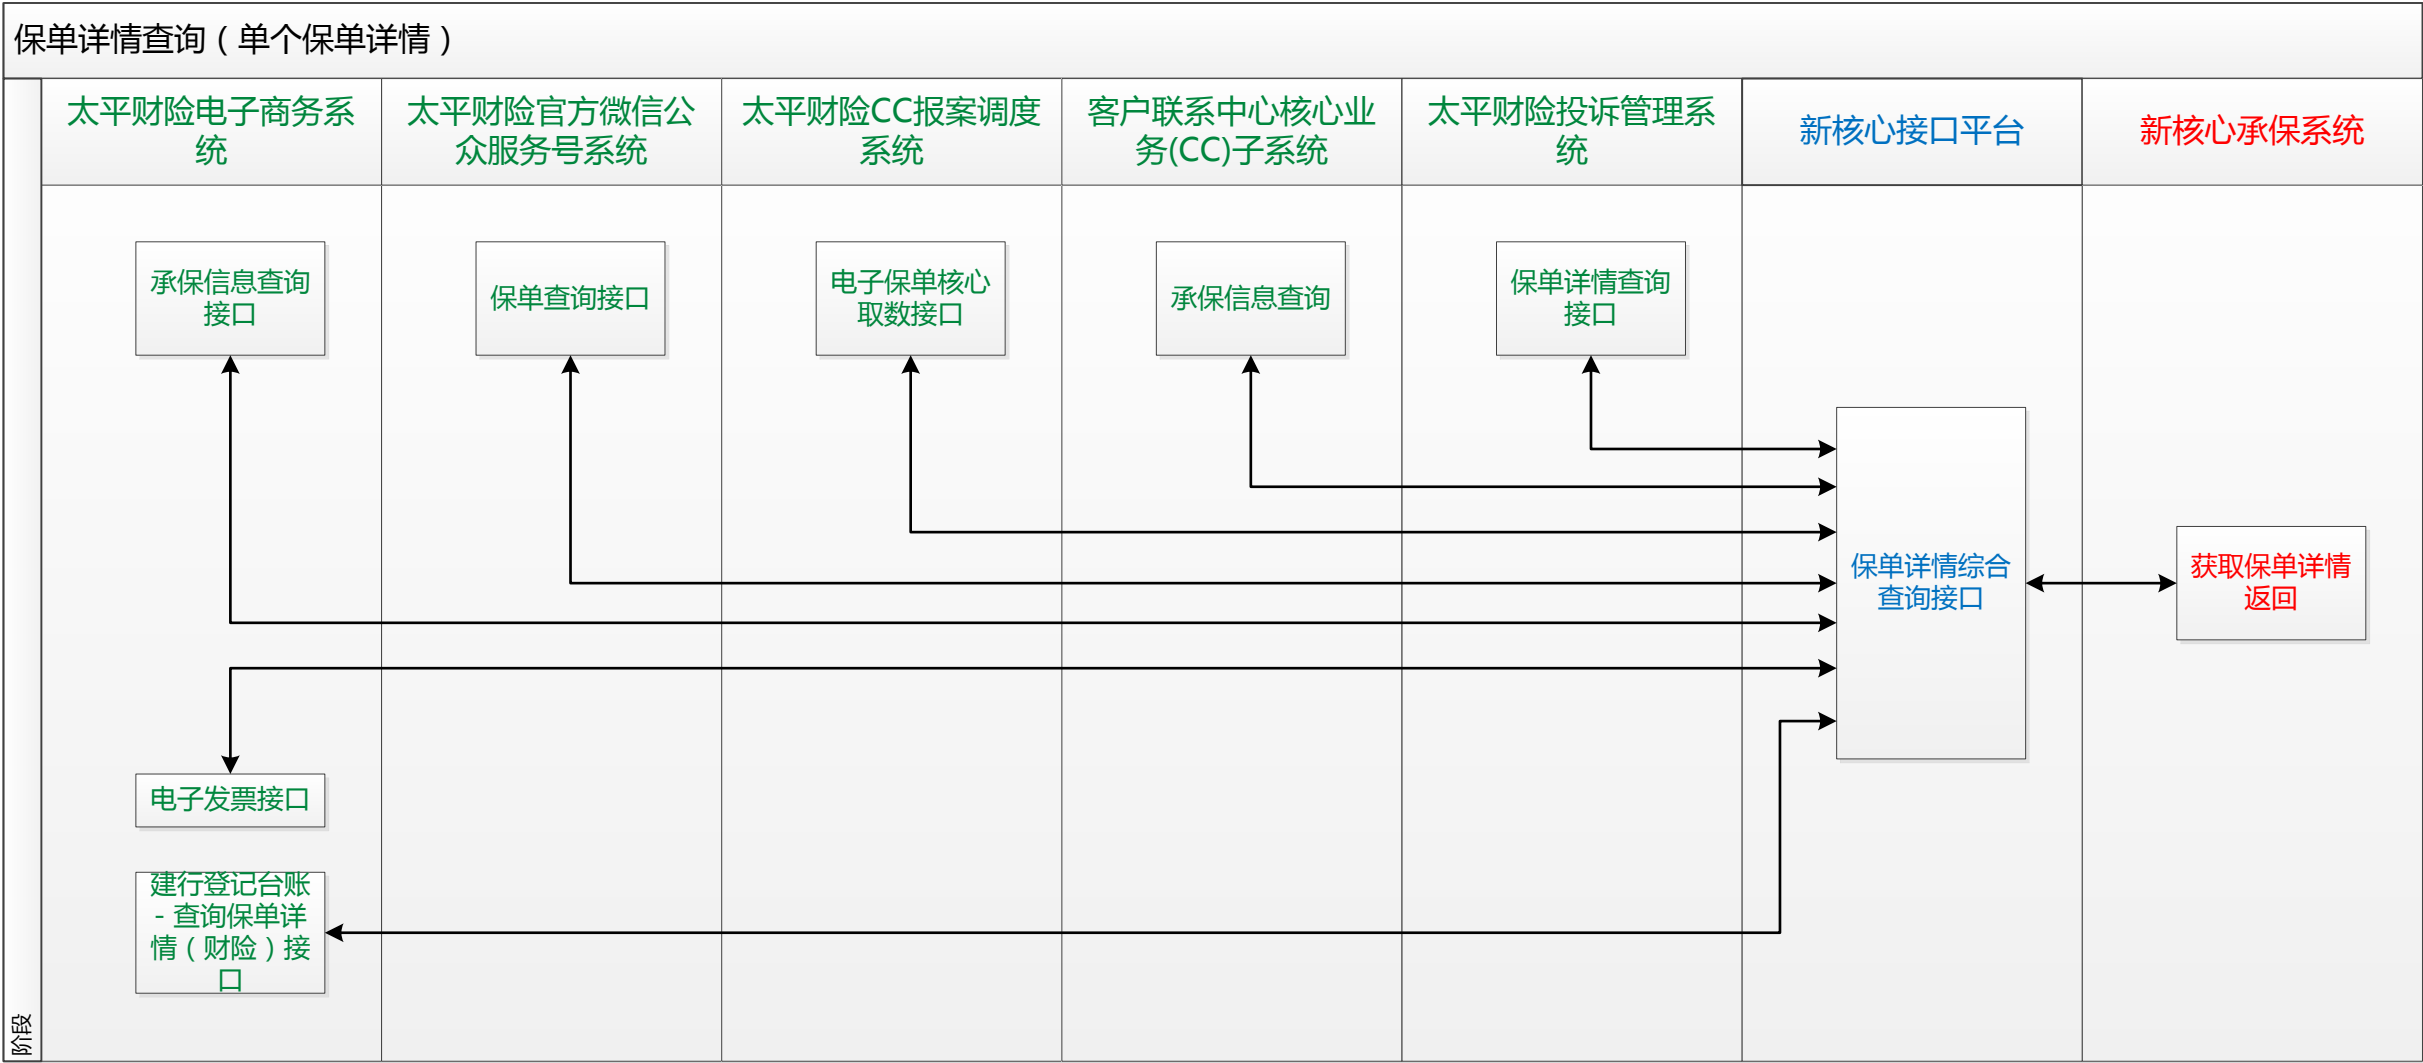 保单详情查询（单个保单详情）
太平财险电子商务系
统
太平财险官方微信公
众服务号系统
太平财险CC报案调度
系统
客户联系中心核心业
务(CC)子系统
太平财险投诉管理系
统
新核心接口平台
新核心承保系统
承保信息查询
接口
保单查询接口
电子保单核心
取数接口
承保信息查询
保单详情查询
接口
保单详情综合
查询接口
获取保单详情
返回
电子发票接口
建行登记台账
- 查询保单详
情（财险）接
口
阶段